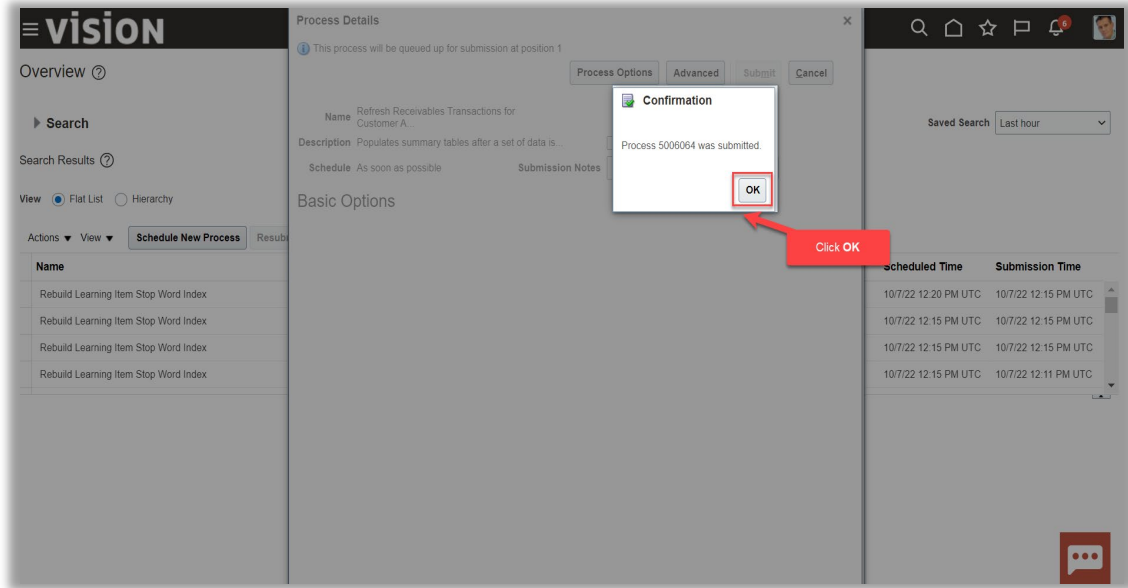 vision
Process Details
This process will be queued up for submission at position 1
6
Overview
Process Options Advanced Submit Cancel
Confirmation
Search
Name Refresh Receivables Transactions for
Customer A...
Saved Search Last hour
Description Populates summary tables after a set of data is...
Process 5006064 was submitted.
Search Results
Schedule As soon as possible Submission Notes
OK
View Flat List Hierarchy
Basic Options
Actions View Schedule New Process
Click OK
Name Scheduled Time Submission Time
Rebuild Learning Item Stop Word Index 10/7/22 12:20 PM UTC 10/7/22 12:15 PM UTC
Rebuild Learning Item Stop Word Index 10/7/22 12:15 PM UTC 10/7/22 12:15 PM UTC
Rebuild Learning Item Stop Word Index 10/7/22 12:15 PM UTC 10/7/22 12:15 PM UTC
Rebuild Learning Item Stop Word Index 10/7/22 12:15 PM UTC 10/7/22 12:11 PM UTC